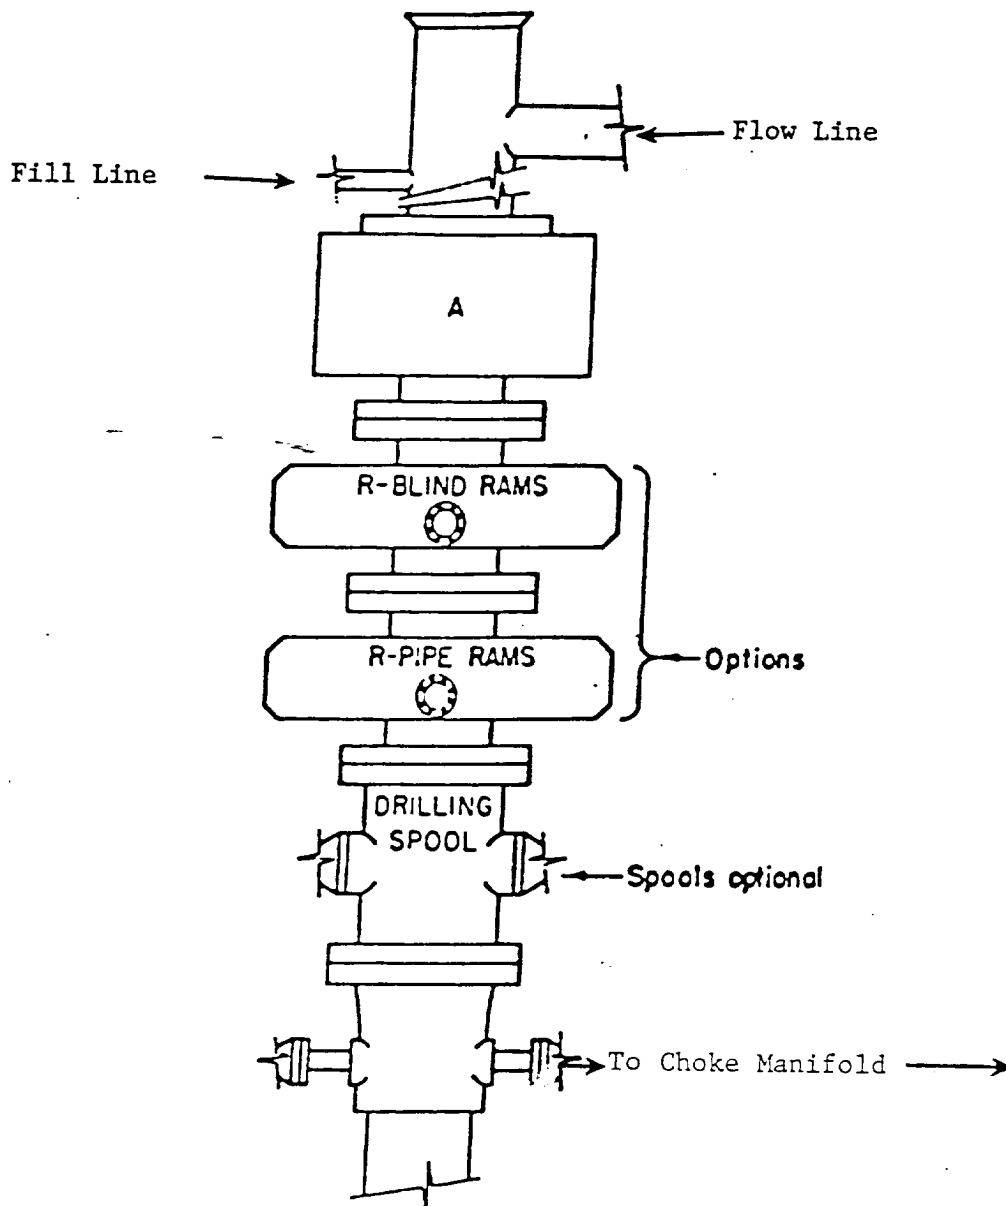 Flow Line
Fill Line
A
R-BLIND RAMS
R-PIPE RAMS
Options
DRILLING
SPOOL
Spools optional
To Choke Manifold